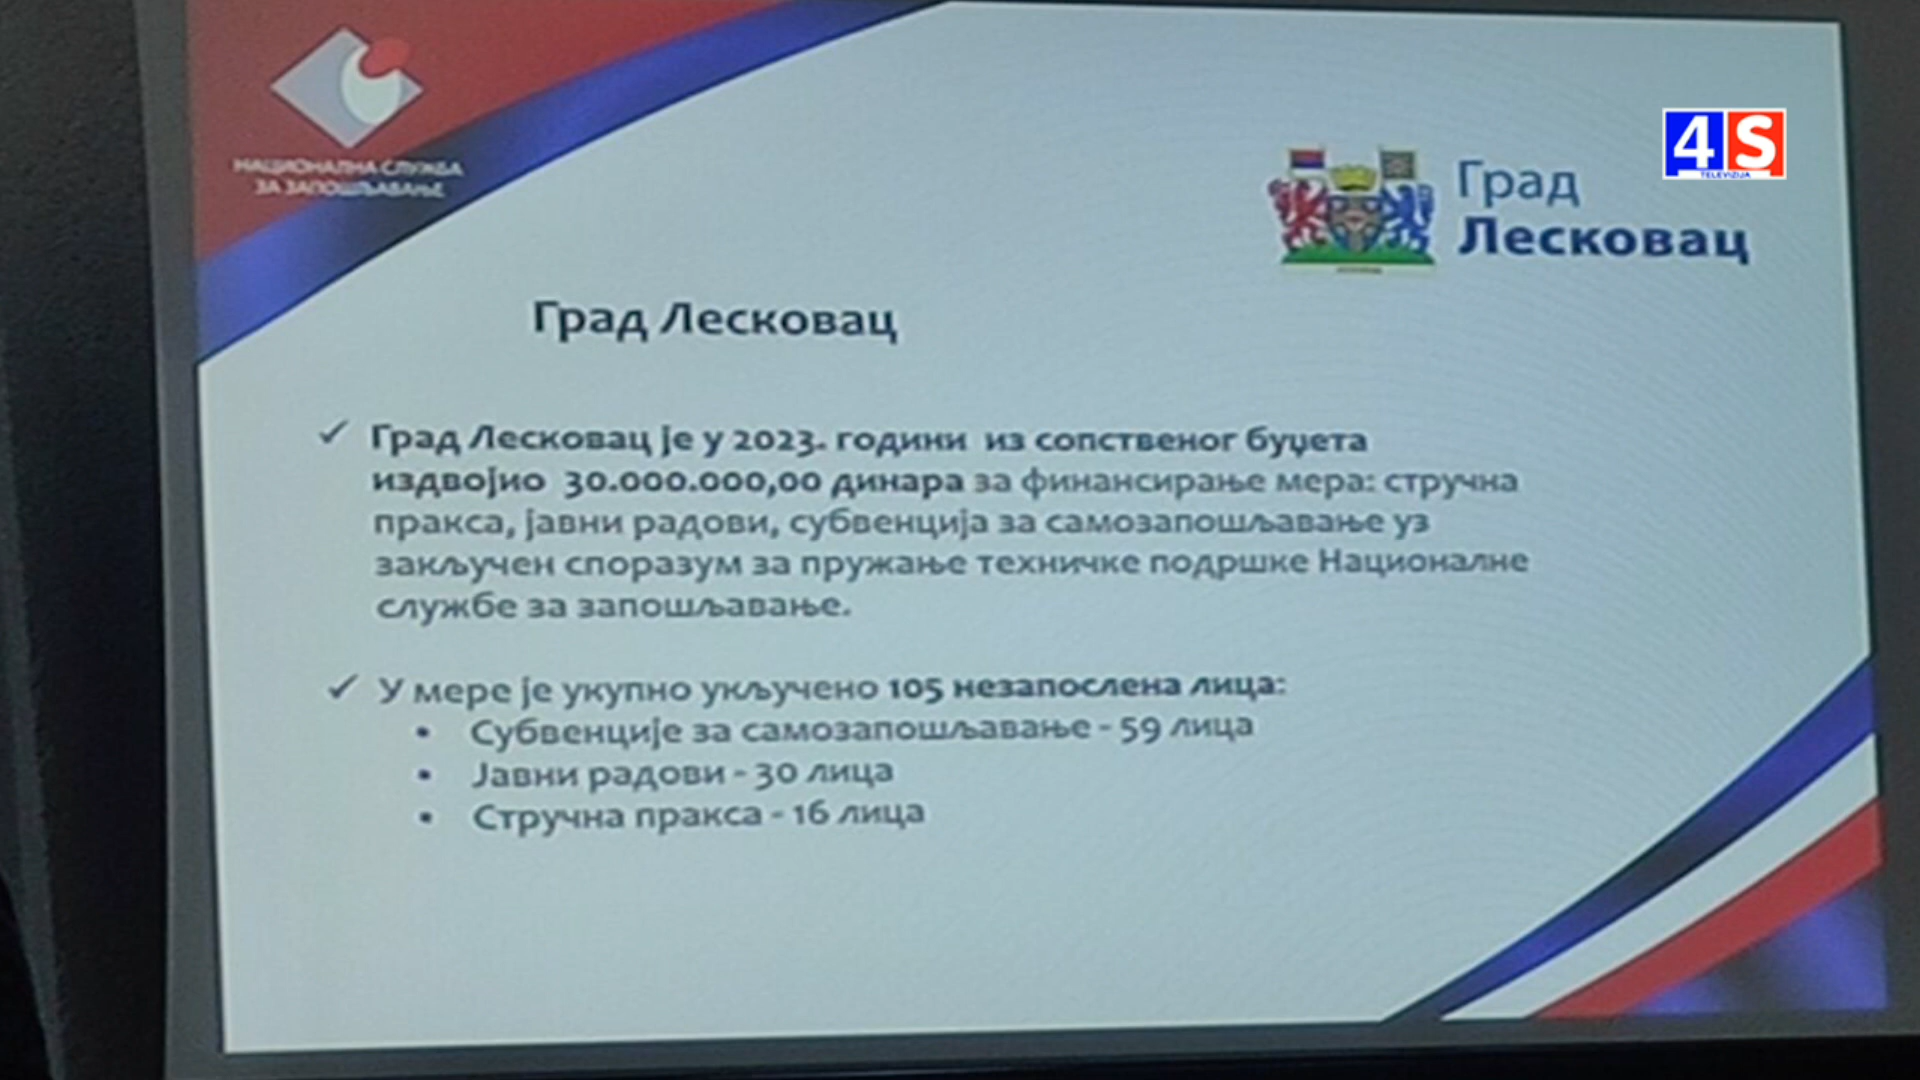 НАЦИОНАЛНА СЛУЖБА
ЗА ЗАПОШЉАВАЊЕ
4S
TELEVIZIJA
Град
Лесковац
Град Лесковац
✓ Град Лесковац је у 2023. години из сопственог буџета
издвојио 30.000.000,00 динара за финансирање мера: стручна
пракса, јавни радови, субвенција за самозапошљавање уз
закључен споразум за пружање техничке подршке Националне
службе за запошљавање.
✓ У мере је укупно укључено 105 незапослена лица:
• Субвенције за самозапошљавање - 59 лица
• Јавни радови - 30 лица
• Стручна пракса - 16 лица